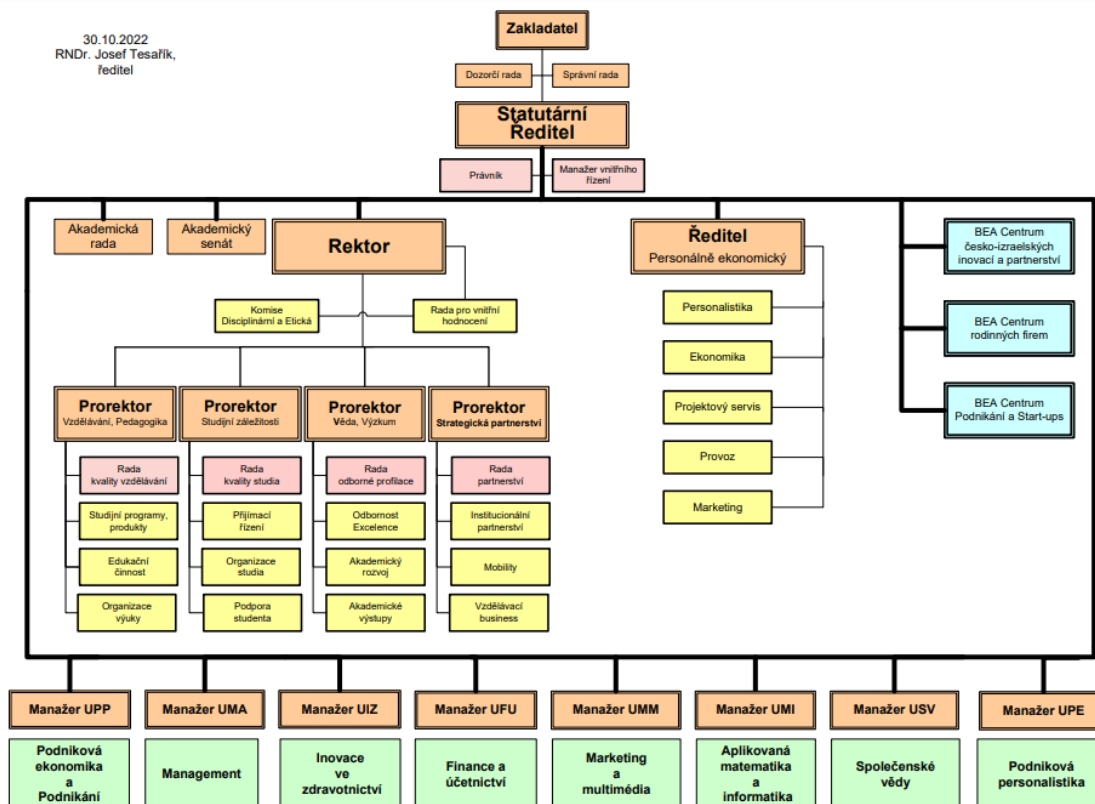 30.10.2022
RNDr. Josef Tesařík,
ředitel
Zakladatel
Dozorčí rada
Správní rada
Statutární
Ředitel
Právník
Manažer vnitřního
řízení
Akademická
rada
Akademický
senát
Rektor
Ředitel
Personálně ekonomický
BEA Centrum
česko-izraelských
inovací a partnerství
Komise
Disciplinární a Etická
Rada pro vnitřní
hodnocení
Personalistika
Ekonomika
Projektový servis
Provoz
Marketing
BEA Centrum
rodinných firem
BEA Centrum
Podnikání a Start-ups
Prorektor
Vzdělávání, Pedagogika
Prorektor
Studijní záležitosti
Prorektor
Věda, Výzkum
Prorektor
Strategická partnerství
Rada
kvality vzdělávání
Studijní programy,
produkty
Edukační
činnost
Organizace
výuky
Rada
kvality studia
Přijímací
řízení
Organizace
studia
Podpora
studenta
Rada
odborné profilace
Odbornost
Excelence
Akademický
rozvoj
Akademické
výstupy
Rada
partnerství
Institucionální
partnerství
Mobility
Vzdělávací
business
Manažer UPP
Manažer UMA
Manažer UIZ
Manažer UFU
Manažer UMM
Manažer UMI
Manažer USV
Manažer UPE
Podniková
ekonomika
a
Podnikání
Management
Inovace
ve
zdravotnictví
Finance a
účetnictví
Marketing
a
multimédia
Aplikovaná
matematika
a
informatika
Společenské
vědy
Podniková
personalistika